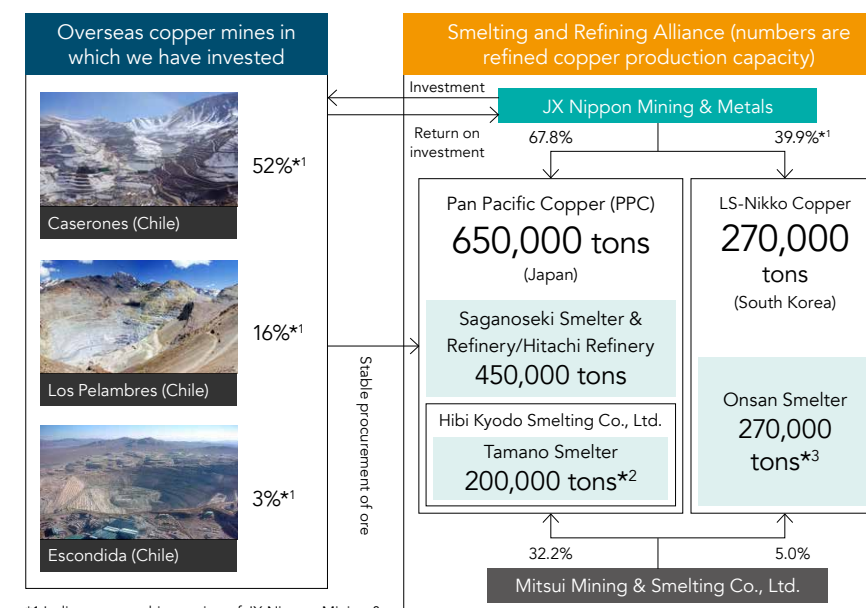 Overseas copper mines in
which we have invested
Caserones (Chile)
52%*1
Los Pelambres (Chile)
16%*1
Escondida (Chile)
3%*1
Smelting and Refining Alliance (numbers are
refined copper production capacity)
Investment
Return on
investment
JX Nippon Mining & Metals
67.8%
39.9%*1
Stable procurement of ore
Pan Pacific Copper (PPC)
650,000 tons
(Japan)
Saganoseki Smelter &
Refinery/Hitachi Refinery
450,000 tons
Hibi Kyodo Smelting Co., Ltd.
Tamano Smelter
200,000 tons*2
LS-Nikko Copper
270,000
tons
(South Korea)
Onsan Smelter
270,000
tons*3
32.2%
5.0%
Mitsui Mining & Smelting Co., Ltd.